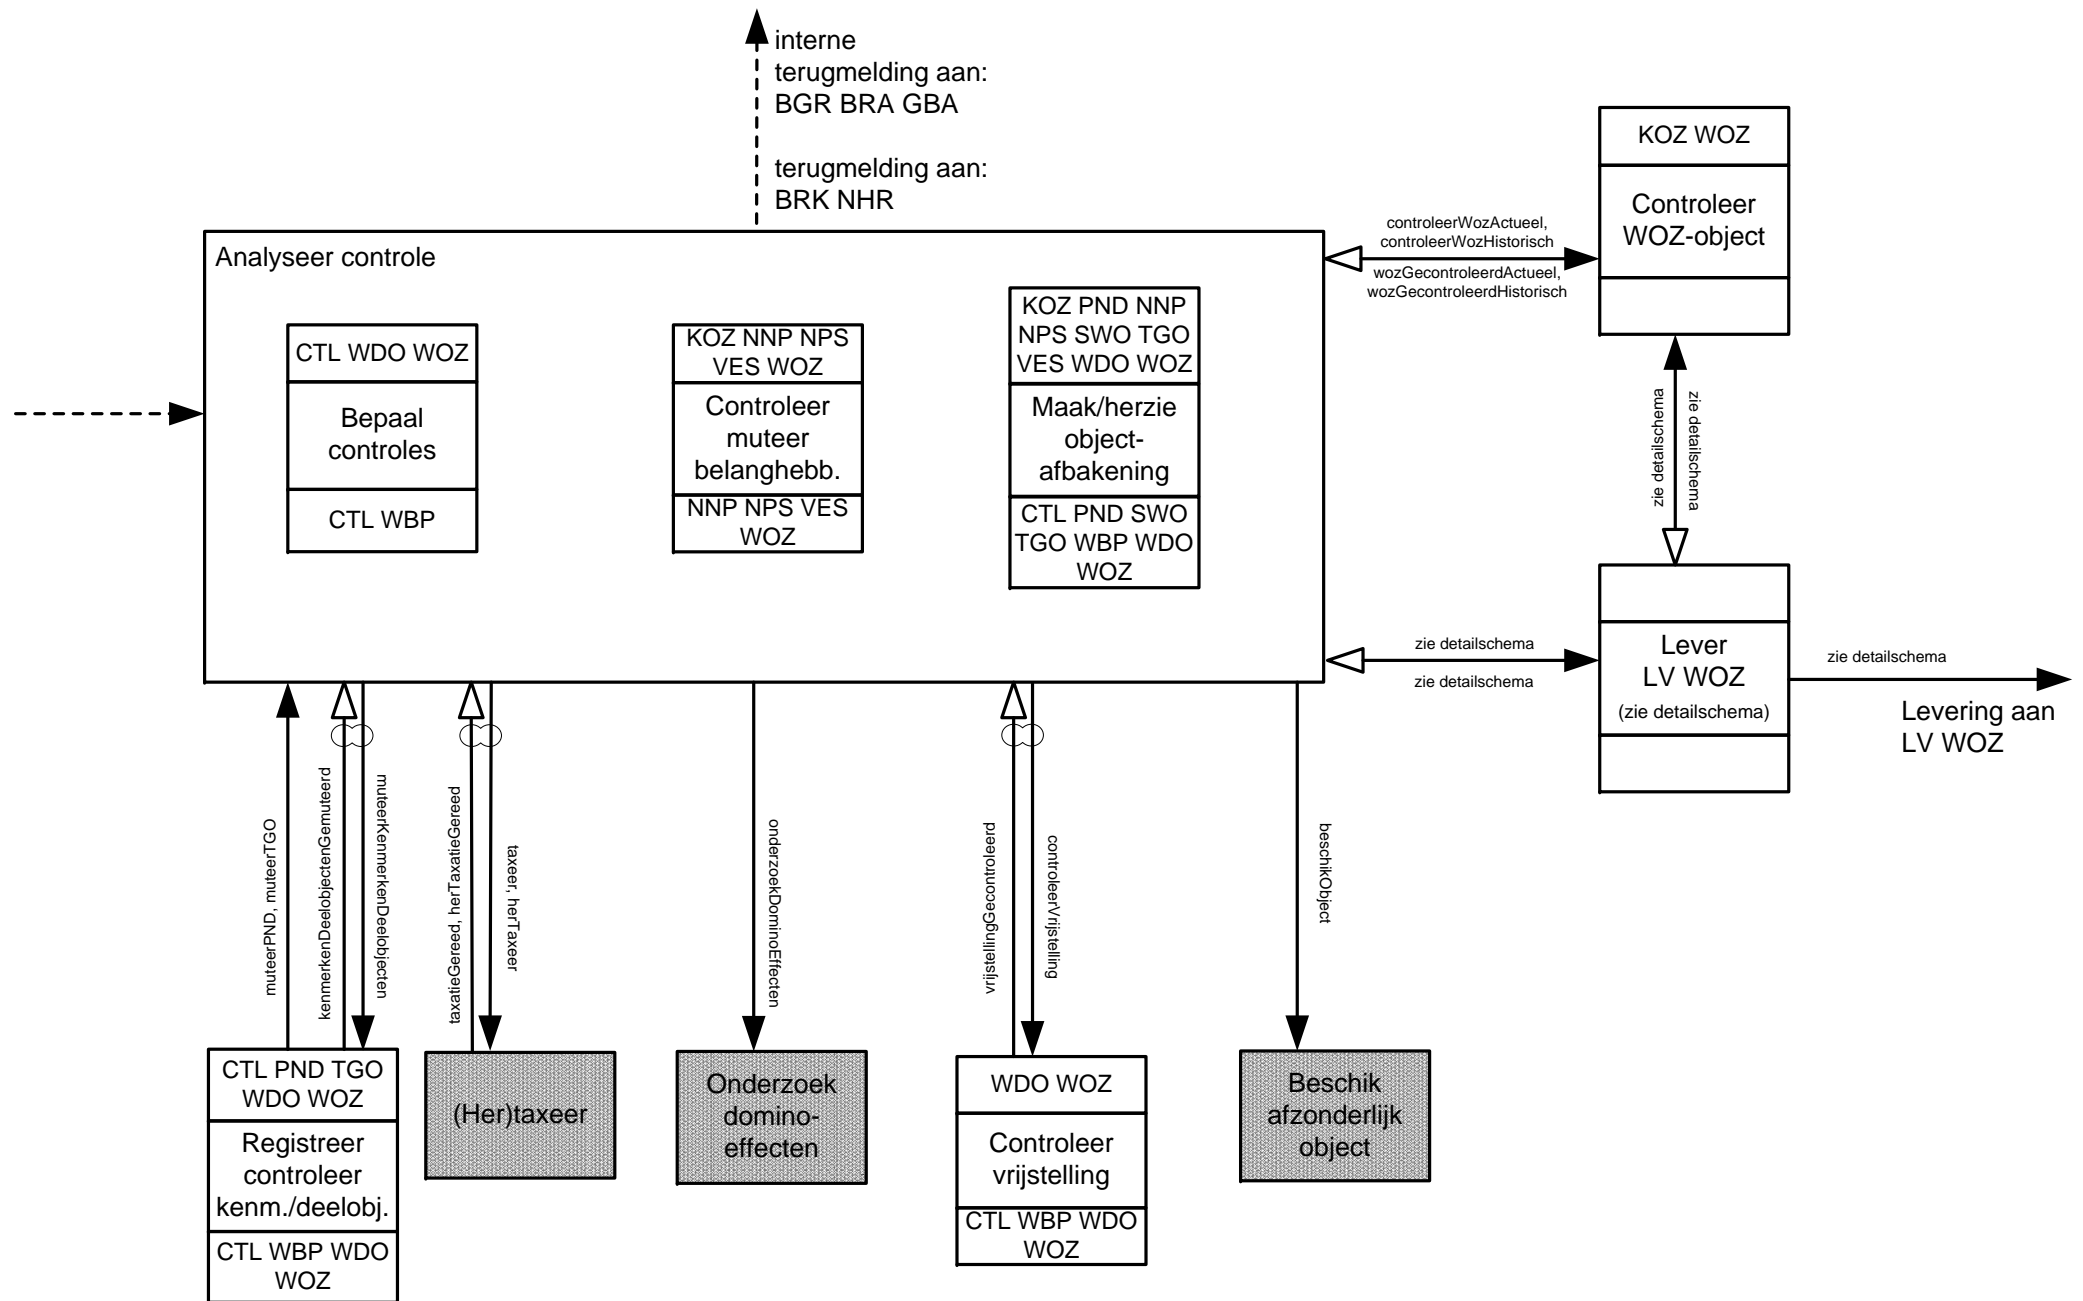 interne
terugmelding aan:
BGR BRA GBA
terugmelding aan:
BRK NHR
Analyseer controle
CTL WDO WOZ
Bepaal
controles
CTL WBP
KOZ NNP NPS
VES WOZ
Controleer
muteer
belanghebb.
NNP NPS VES
WOZ
KOZ PND NNP
NPS SWO TGO
VES WDO WOZ
Maak/herzie
object-
afbakening
CTL PND SWO
TGO WBP WDO
WOZ
controleerWozActueel,
controleerWozHistorisch
wozGecontroleerdActueel,
wozGecontroleerdHistorisch
KOZ WOZ
Controleer
WOZ-object
zie detailschema
zie detailschema
zie detailschema
zie detailschema
Lever
LV WOZ
(zie detailschema)
zie detailschema
Levering aan
LV WOZ
muteerPND, muteerTGO
kenmerkenDeelobjectenGemuteerd
muteerKenmerkenDeelobjecten
taxatieGereed, herTaxatieGereed
taxeer, herTaxeer
onderzoekDominoEffecten
vrijstellingGecontroleerd
controleerVrijstelling
beschikObject
CTL PND TGO
WDO WOZ
Registreer
controleer
kenm./deelobj.
CTL WBP WDO
WOZ
(Her)taxeer
Onderzoek
domino-
effecten
WDO WOZ
Controleer
vrijstelling
CTL WBP WDO
WOZ
Beschik
afzonderlijk
object